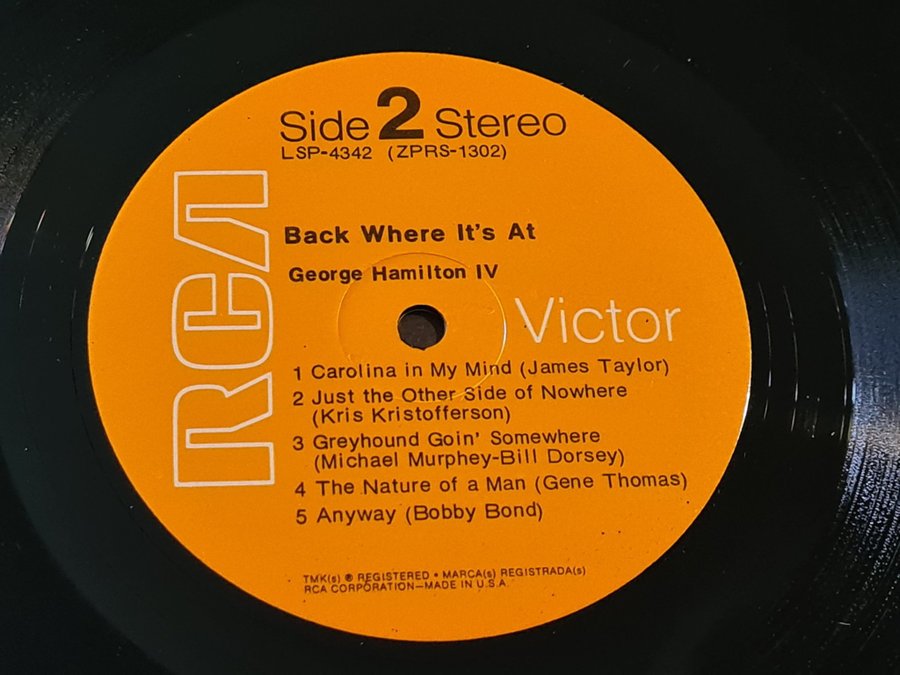 Side 2 Stereo
LSP-4342 (ZPRS-1302)
RCA
Back Where It's At
George Hamilton IV
Victor
1 Carolina in My Mind (James Taylor)
2 Just the Other Side of Nowhere
(Kris Kristofferson)
3 Greyhound Goin' Somewhere
(Michael Murphey-Bill Dorsey)
4 The Nature of a Man (Gene Thomas)
5 Anyway (Bobby Bond)
TMK(s) ® REGISTERED • MARCA(s) REGISTRADA(s)
RCA CORPORATION—MADE IN U.S.A.